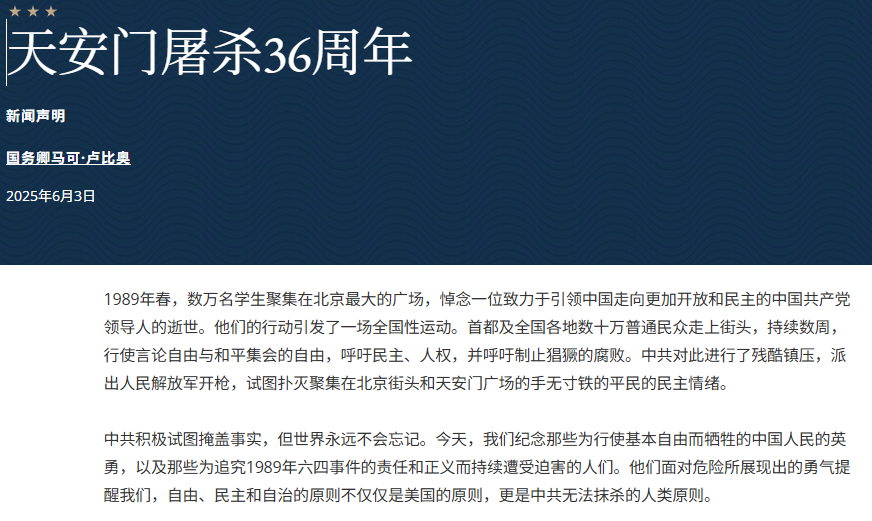 天安门屠杀36周年
新闻声明
国务卿马可·卢比奥
2025年6月3日
1989年春，数万名学生聚集在北京最大的广场，悼念一位致力于引领中国走向更加开放和民主的中国共产党
领导人的逝世。他们的行动引发了一场全国性运动。首都及全国各地数十万普通民众走上街头，持续数周，
行使言论自由与和平集会的自由，呼吁民主、人权，并呼吁制止猖獗的腐败。中共对此进行了残酷镇压，派
出人民解放军开枪，试图扑灭聚集在北京街头和天安门广场的手无寸铁的平民的民主情绪。
中共积极试图掩盖事实，但世界永远不会忘记。今天，我们纪念那些为行使基本自由而牺牲的中国人民的英
勇，以及那些为追究1989年六四事件的责任和正义而持续遭受迫害的人们。他们面对危险所展现出的勇气提
醒我们，自由、民主和自治的原则不仅仅是美国的原则，更是中共无法抹杀的人类原则。